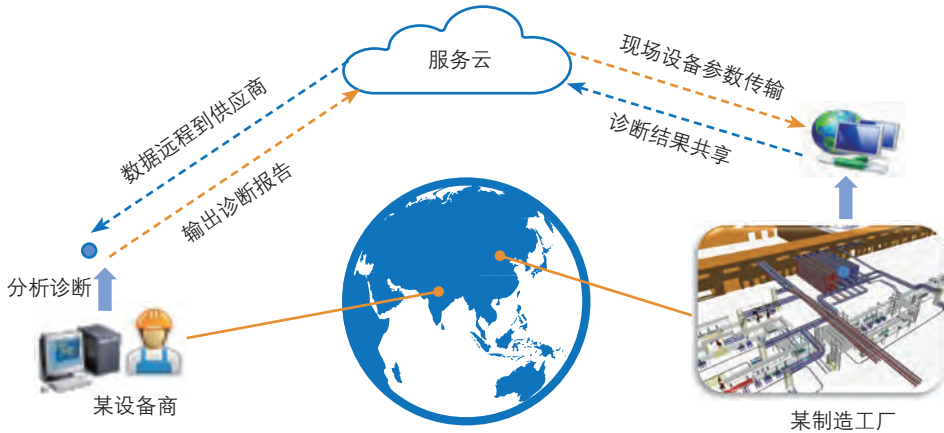 服务云
现场设备参数传输
诊断结果共享
数据远程到供应商
输出诊断报告
分析诊断
某设备商
某制造工厂